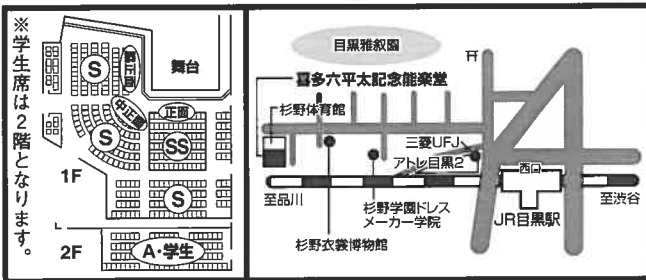 ※学生席は2階となります。
舞台
S
脇正面
中正面
正面
S
SS
1F
S
2F
A・学生
目黒雅叙園
喜多六平太記念能楽堂
杉野体育館
三菱UFJ
アトレ目黒2
西口
至品川
至渋谷
杉野学園ドレス
メーカー学院
JR目黒駅
杉野衣裳博物館